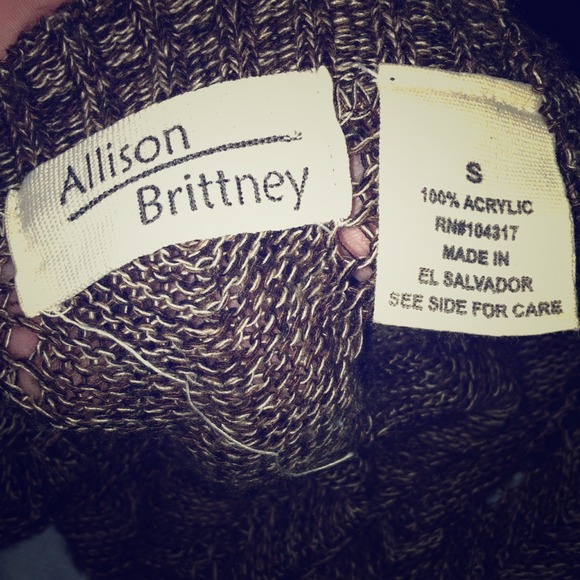 Allison
Brittney
S
100% ACRYLIC
RN#104317
MADE IN
EL SALVADOR
SEE SIDE FOR CARE